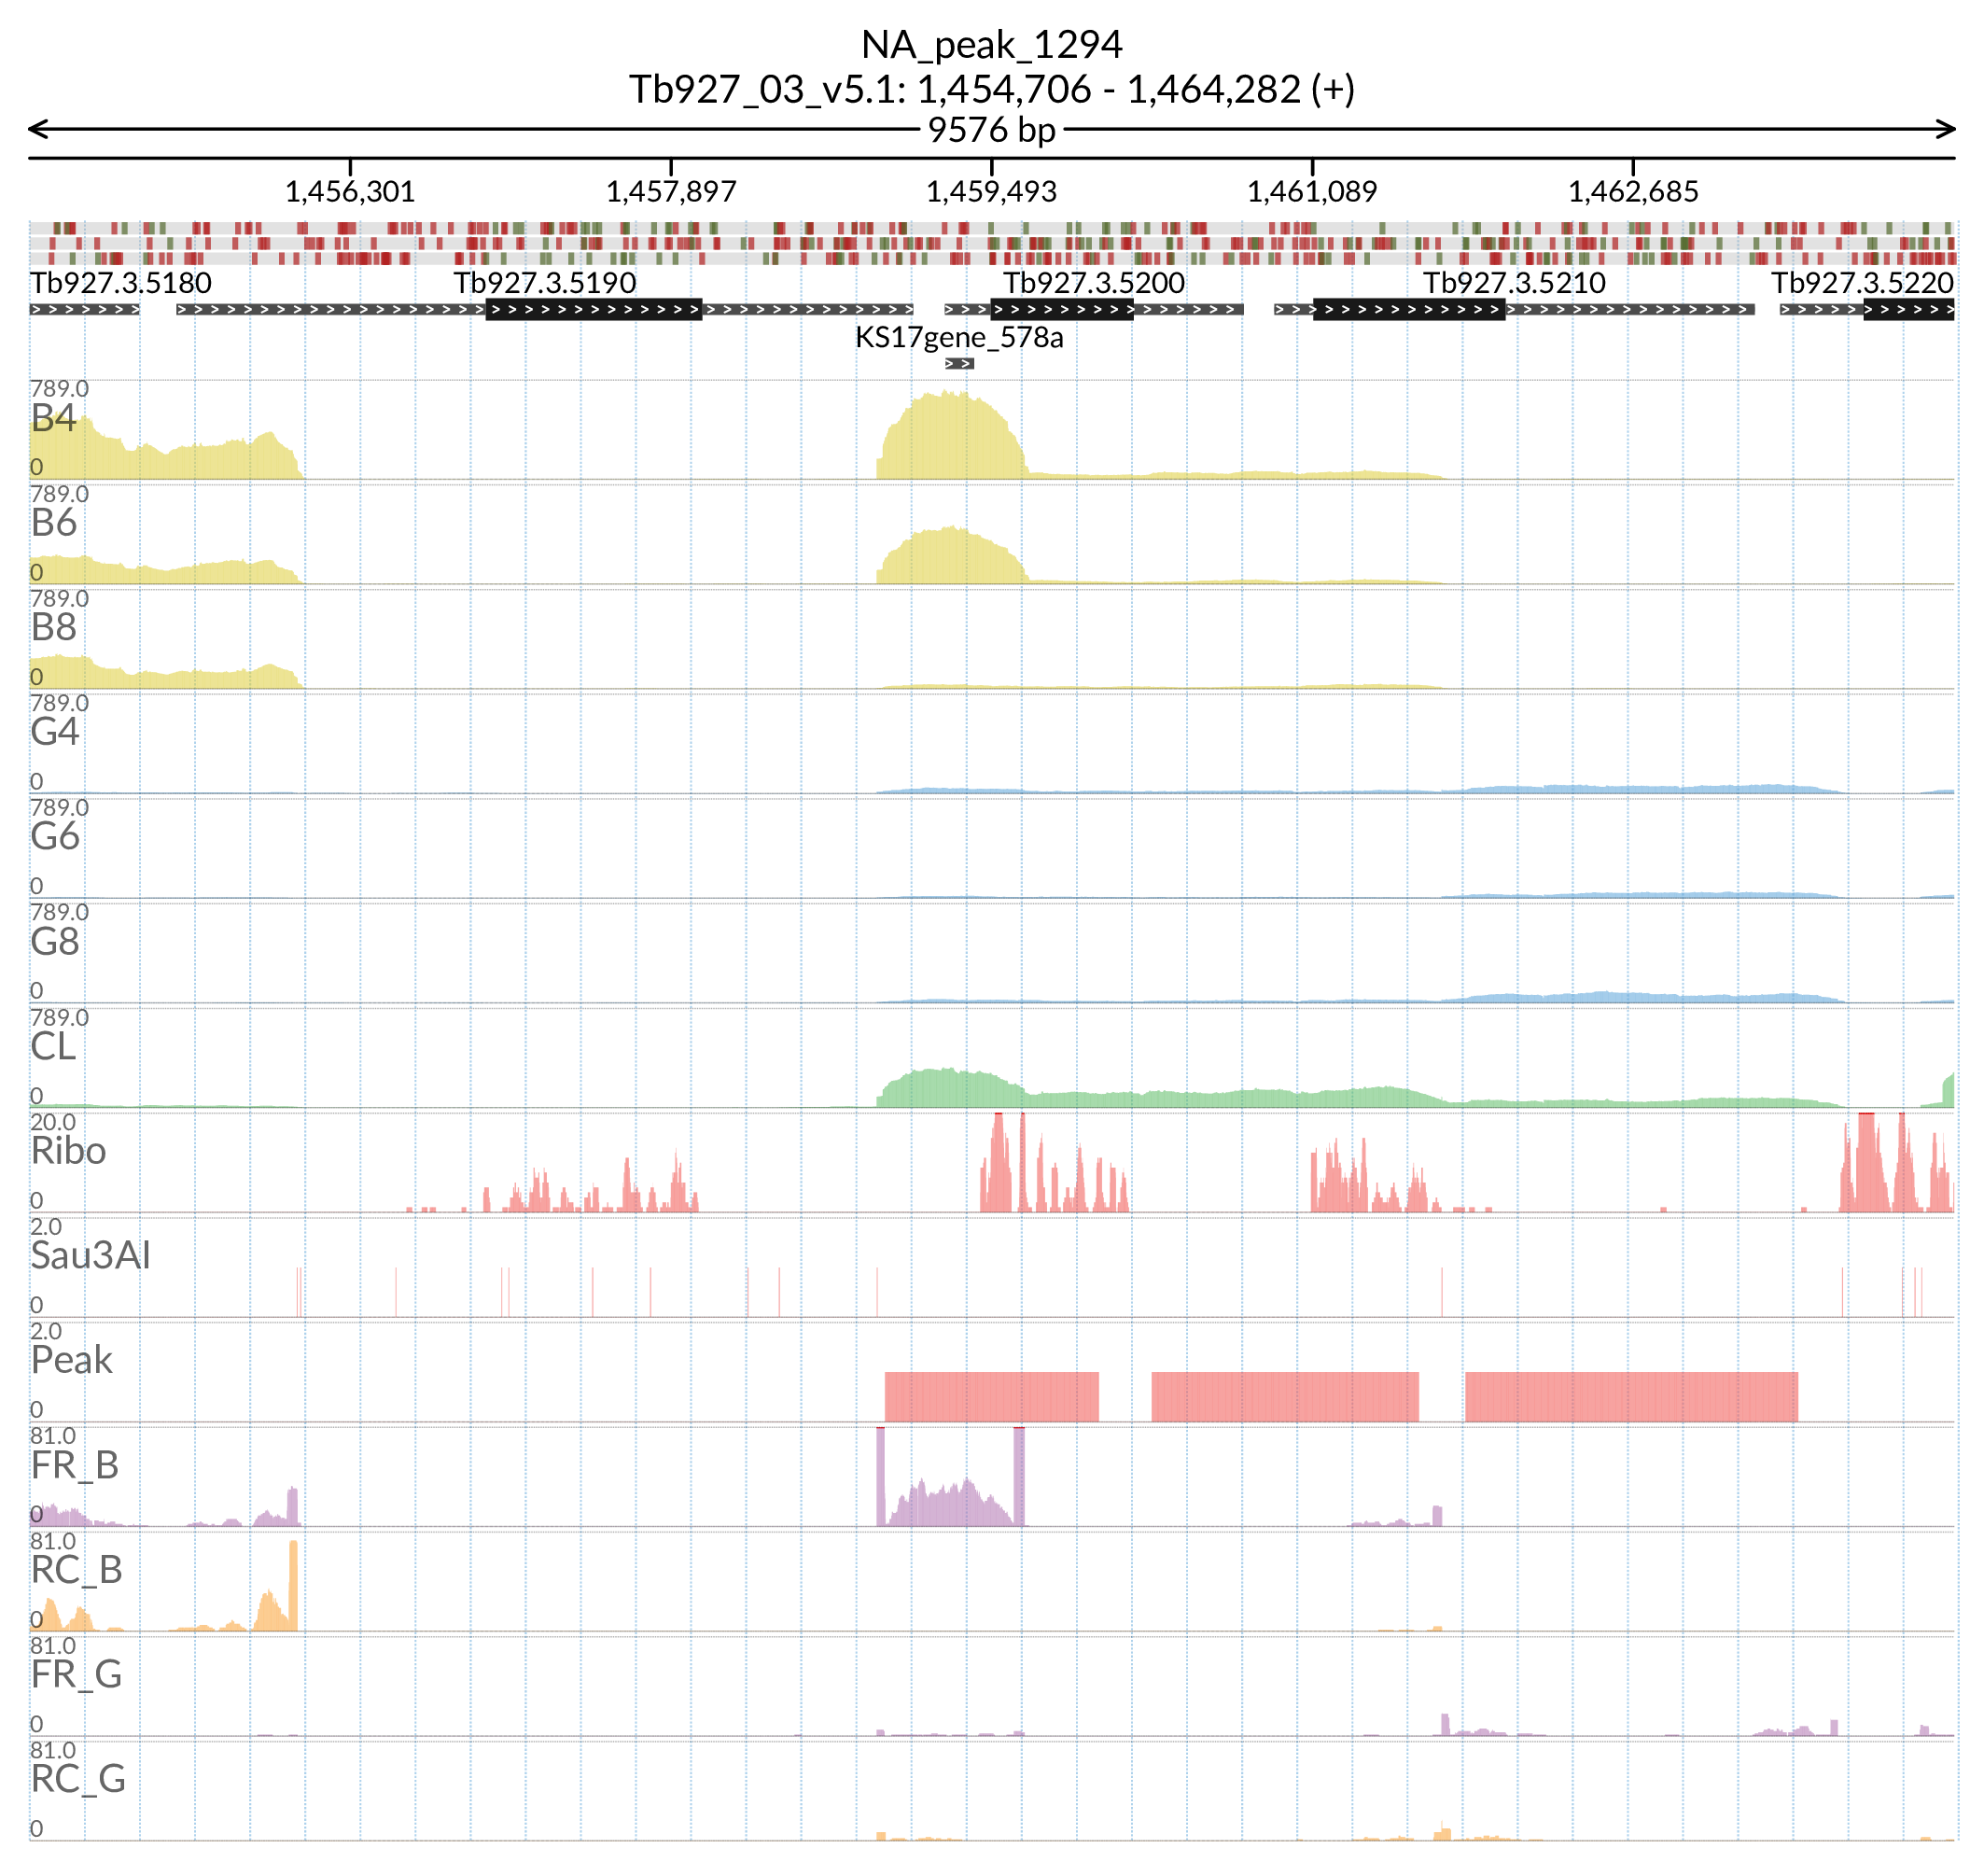 NA_peak_1294
Tb927_03_v5.1: 1,454,706 - 1,464,282 (+)
9576 bp
1,456,301 1,457,897 1,459,493 1,461,089 1,462,685
Tb927.3.5180 Tb927.3.5190 Tb927.3.5200 Tb927.3.5210 Tb927.3.5220
KS17gene_578a
789.0
B4
0
789.0
B6
0
789.0
B8
0
789.0
G4
0
789.0
G6
0
789.0
G8
0
789.0
CL
0
20.0
Ribo
0
2.0
Sau3AI
0
2.0
Peak
0
81.0
FR_B
0
81.0
RC_B
0
81.0
FR_G
0
81.0
RC_G
0